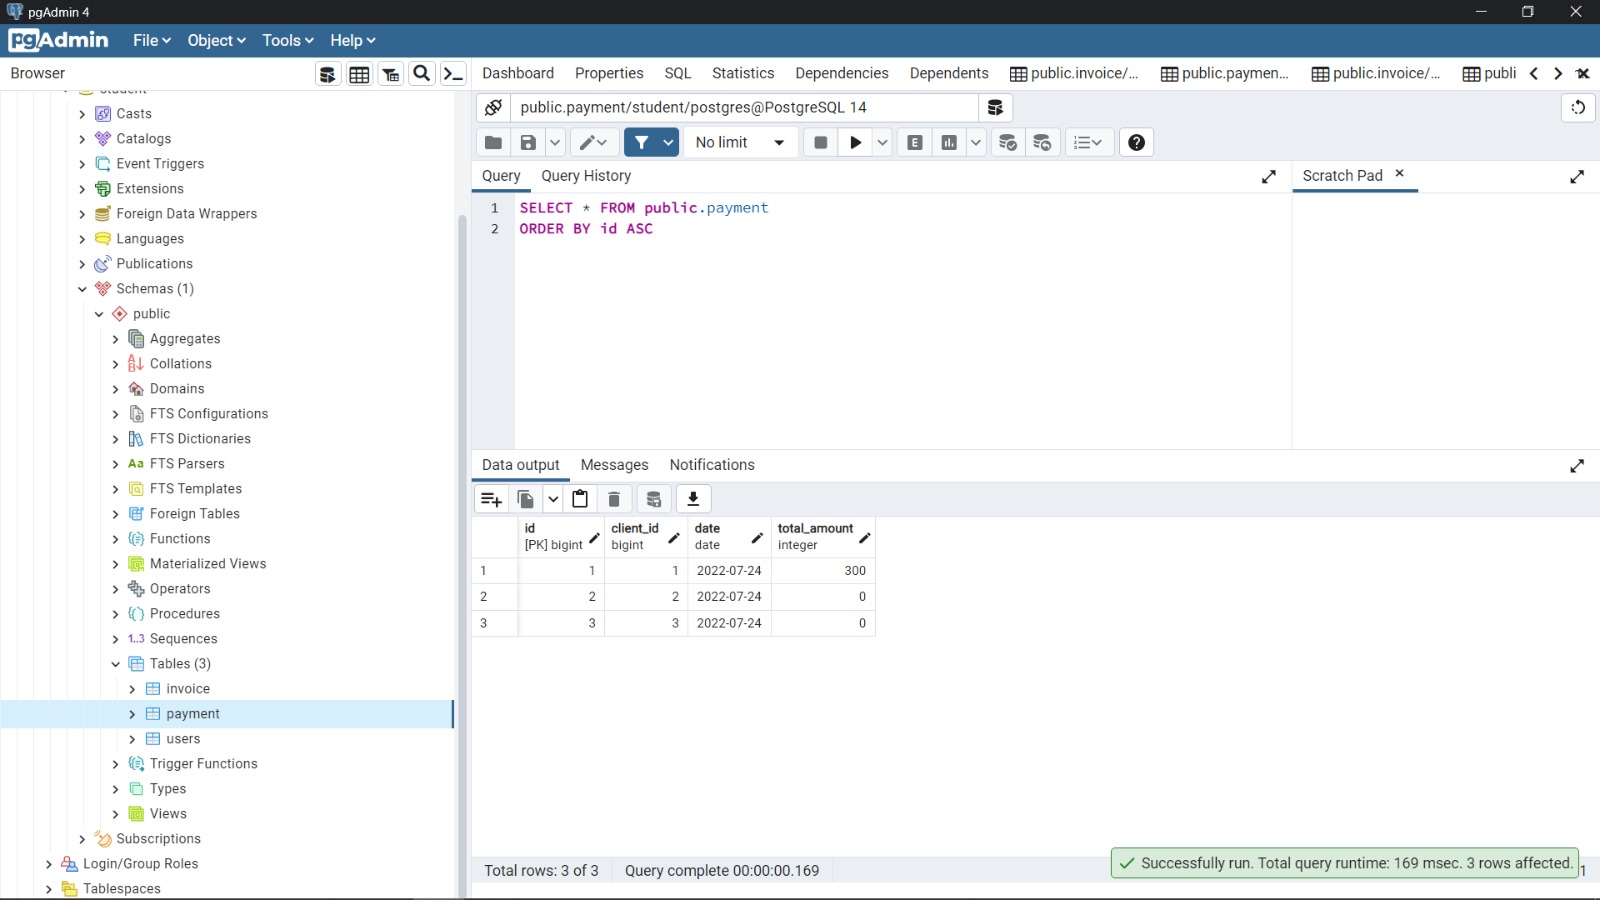 pgAdmin 4
pgAdmin File Object Tools Help
Browser
Dashboard Properties SQL Statistics Dependencies Dependents public.invoice/... public.paymen... public.invoice/... publi
student
Casts
Catalogs
Event Triggers
Extensions
Foreign Data Wrappers
Languages
Publications
Schemas (1)
public
Aggregates
Collations
Domains
FTS Configurations
FTS Dictionaries
Aa FTS Parsers
FTS Templates
Foreign Tables
Functions
Materialized Views
Operators
Procedures
1..3 Sequences
Tables (3)
invoice
payment
users
Trigger Functions
Types
Views
Subscriptions
Login/Group Roles
Tablespaces
public.payment/student/postgres@PostgreSQL 14
No limit E
Query Query History
Scratch Pad
1 SELECT * FROM public.payment
2 ORDER BY id ASC
Data output Messages Notifications
id client_id date total_amount
[PK] bigint bigint date integer
1 1 1 2022-07-24 300
2 2 2 2022-07-24 0
3 3 3 2022-07-24 0
Total rows: 3 of 3 Query complete 00:00:00.169
Successfully run. Total query runtime: 169 msec. 3 rows affected.
1